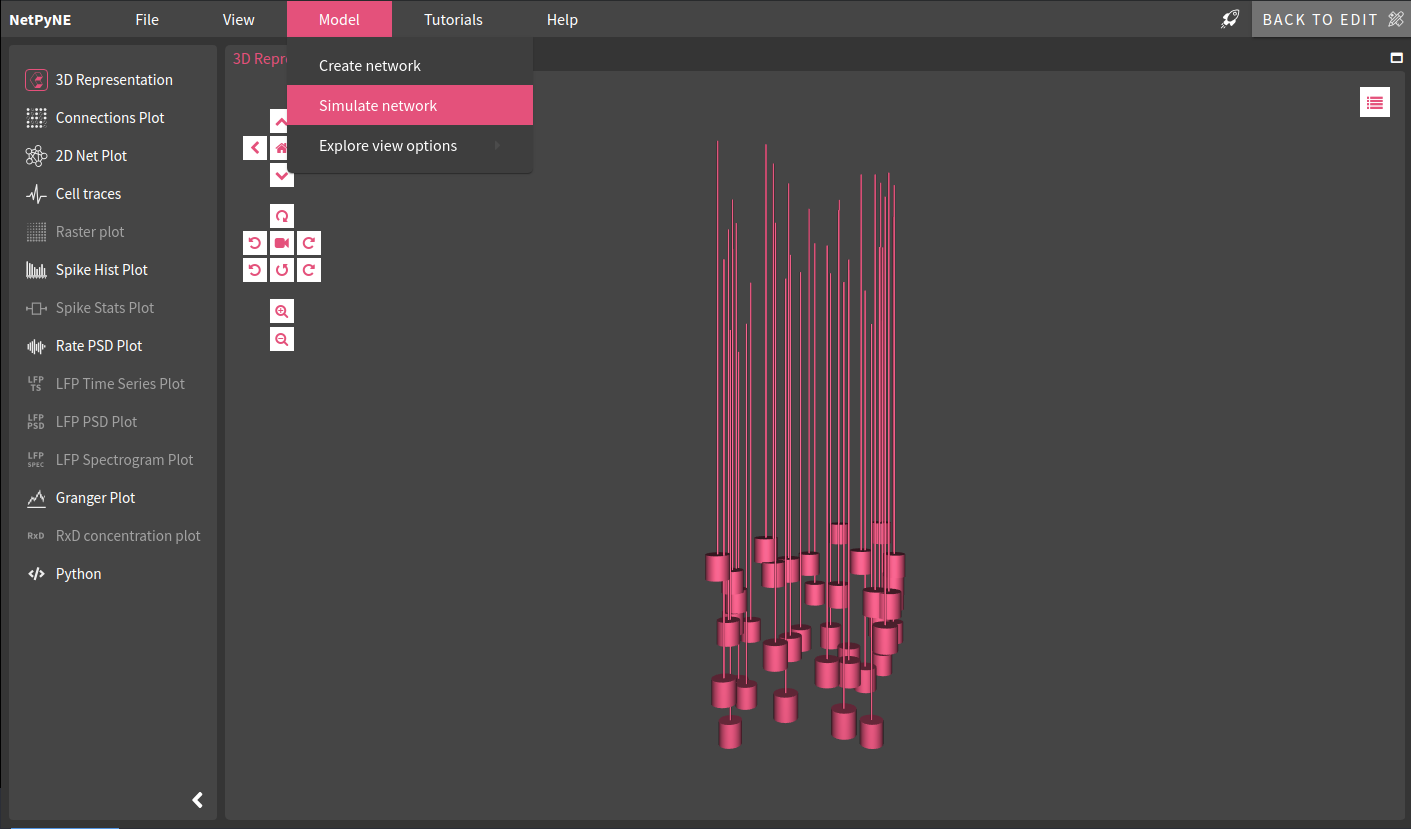 NetPyNE File View Model Tutorials Help BACK TO EDIT
3D Repr
Create network
Simulate network
Explore view options
3D Representation
Connections Plot
2D Net Plot
Cell traces
Raster plot
Spike Hist Plot
Spike Stats Plot
Rate PSD Plot
LFP TS LFP Time Series Plot
LFP PSD LFP PSD Plot
LFP SPEC LFP Spectrogram Plot
Granger Plot
RxD RxD concentration plot
</> Python